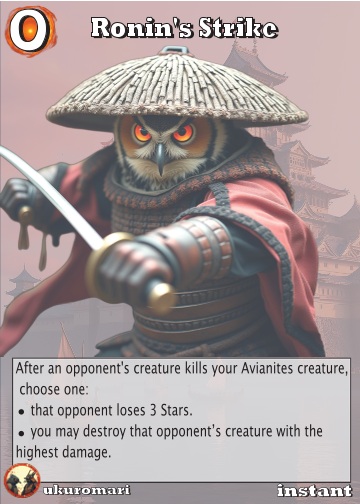 0
Ronin's Strike
After an opponent's creature kills your Avianites creature,
choose one:
• that opponent loses 3 Stars.
• you may destroy that opponent's creature with the
highest damage.
ukuromari
instant